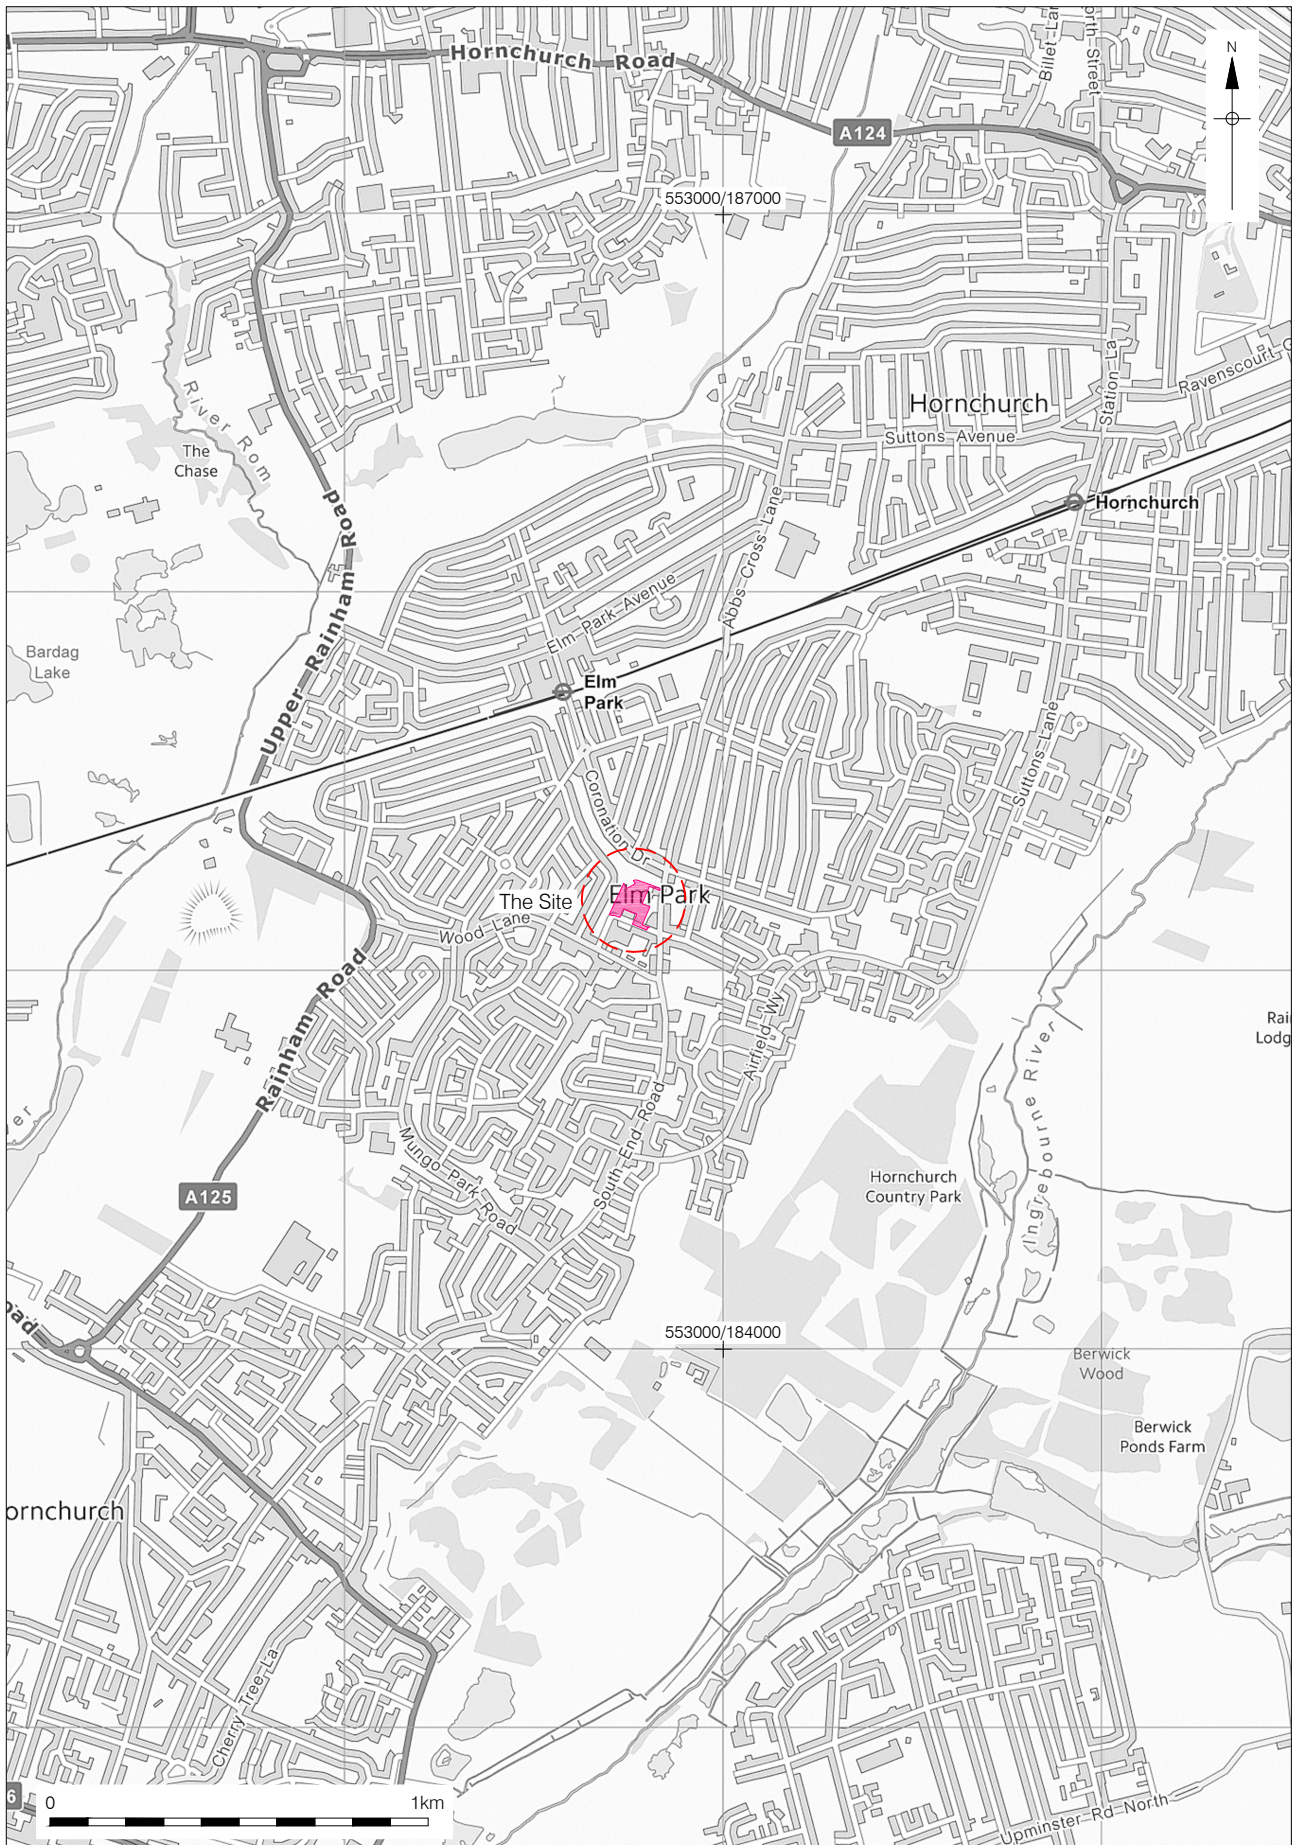 Hornchurch Road
Billet Lane
North Street
N
A124
553000/187000
Station La
Ravenscourt G
Hornchurch
Suttons Avenue
River Rom
The
Chase
Upper Rainham Road
Abbs Cross Lane
Hornchurch
Elm Park Avenue
Bardag
Lake
Elm
Park
Suttons Lane
Coronation Dr
Elm Park
The Site
Wood Lane
Rainham Road
Airfield Wy
Rai
Lodg
Ingrebourne River
er
Mungo Park Road
South End Road
Hornchurch
Country Park
A125
oad
553000/184000
Berwick
Wood
Berwick
Ponds Farm
ornchurch
Cherry Tree La
6
0 1km
Upminster Rd North